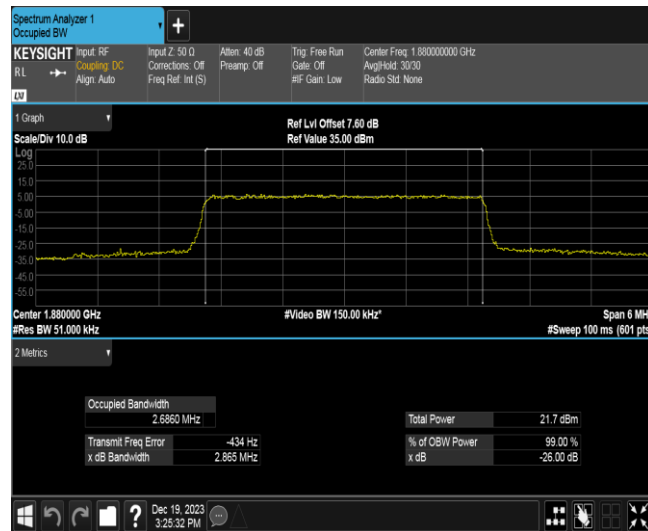 Spectrum Analyzer 1
Occupied BW
KEYSIGHT
RL
LXI
Input: RF
Coupling: DC
Align: Auto
Input Z: 50 Ω
Corrections: Off
Freq Ref: Int (S)
Atten: 40 dB
Preamp: Off
Trig: Free Run
Gate: Off
#IF Gain: Low
Center Freq: 1.880000000 GHz
Avg|Hold: 30/30
Radio Std: None
1 Graph
Scale/Div 10.0 dB
Ref Lvl Offset 7.60 dB
Ref Value 35.00 dBm
Log
25.0
15.0
5.00
-5.00
-15.0
-25.0
-35.0
-45.0
-55.0
Center 1.880000 GHz
#Video BW 150.00 kHz*
Span 6 MH
#Res BW 51.000 kHz
#Sweep 100 ms (601 pts
2 Metrics
Occupied Bandwidth
2.6860 MHz
Total Power 21.7 dBm
Transmit Freq Error -434 Hz
% of OBW Power 99.00 %
x dB Bandwidth 2.865 MHz
x dB -26.00 dB
?
Dec 19, 2023
3:25:32 PM